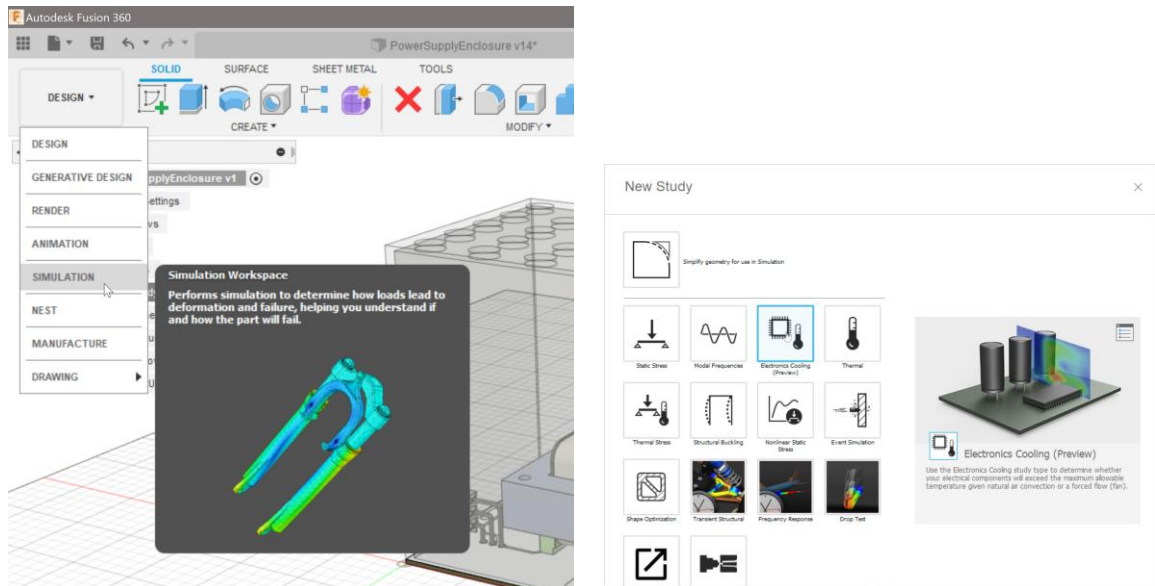 Autodesk Fusion 360
PowerSupplyEnclosure v14*
SOLID SURFACE SHEET METAL TOOLS
DESIGN
CREATE
MODIFY
DESIGN
GENERATIVE DESIGN
RENDER
ANIMATION
SIMULATION
NEST
MANUFACTURE
DRAWING
pplyEnclosure v1
ettings
vs
Simulation Workspace
Performs simulation to determine how loads lead to
deformation and failure, helping you understand if
and how the part will fail.
New Study
Simplify geometry for use in Simulation
Static Stress
Modal Frequencies
Electronics Cooling
(Preview)
Thermal
Thermal Stress
Structural Buckling
Nonlinear Static
Stress
Event Simulation
Shape Optimization
Transient Structural
Frequency Response
Drop Test
Electronics Cooling (Preview)
Use the Electronics Cooling study type to determine whether
your electrical components will exceed the maximum allowable
temperature given natural air convection or a forced flow (fan).